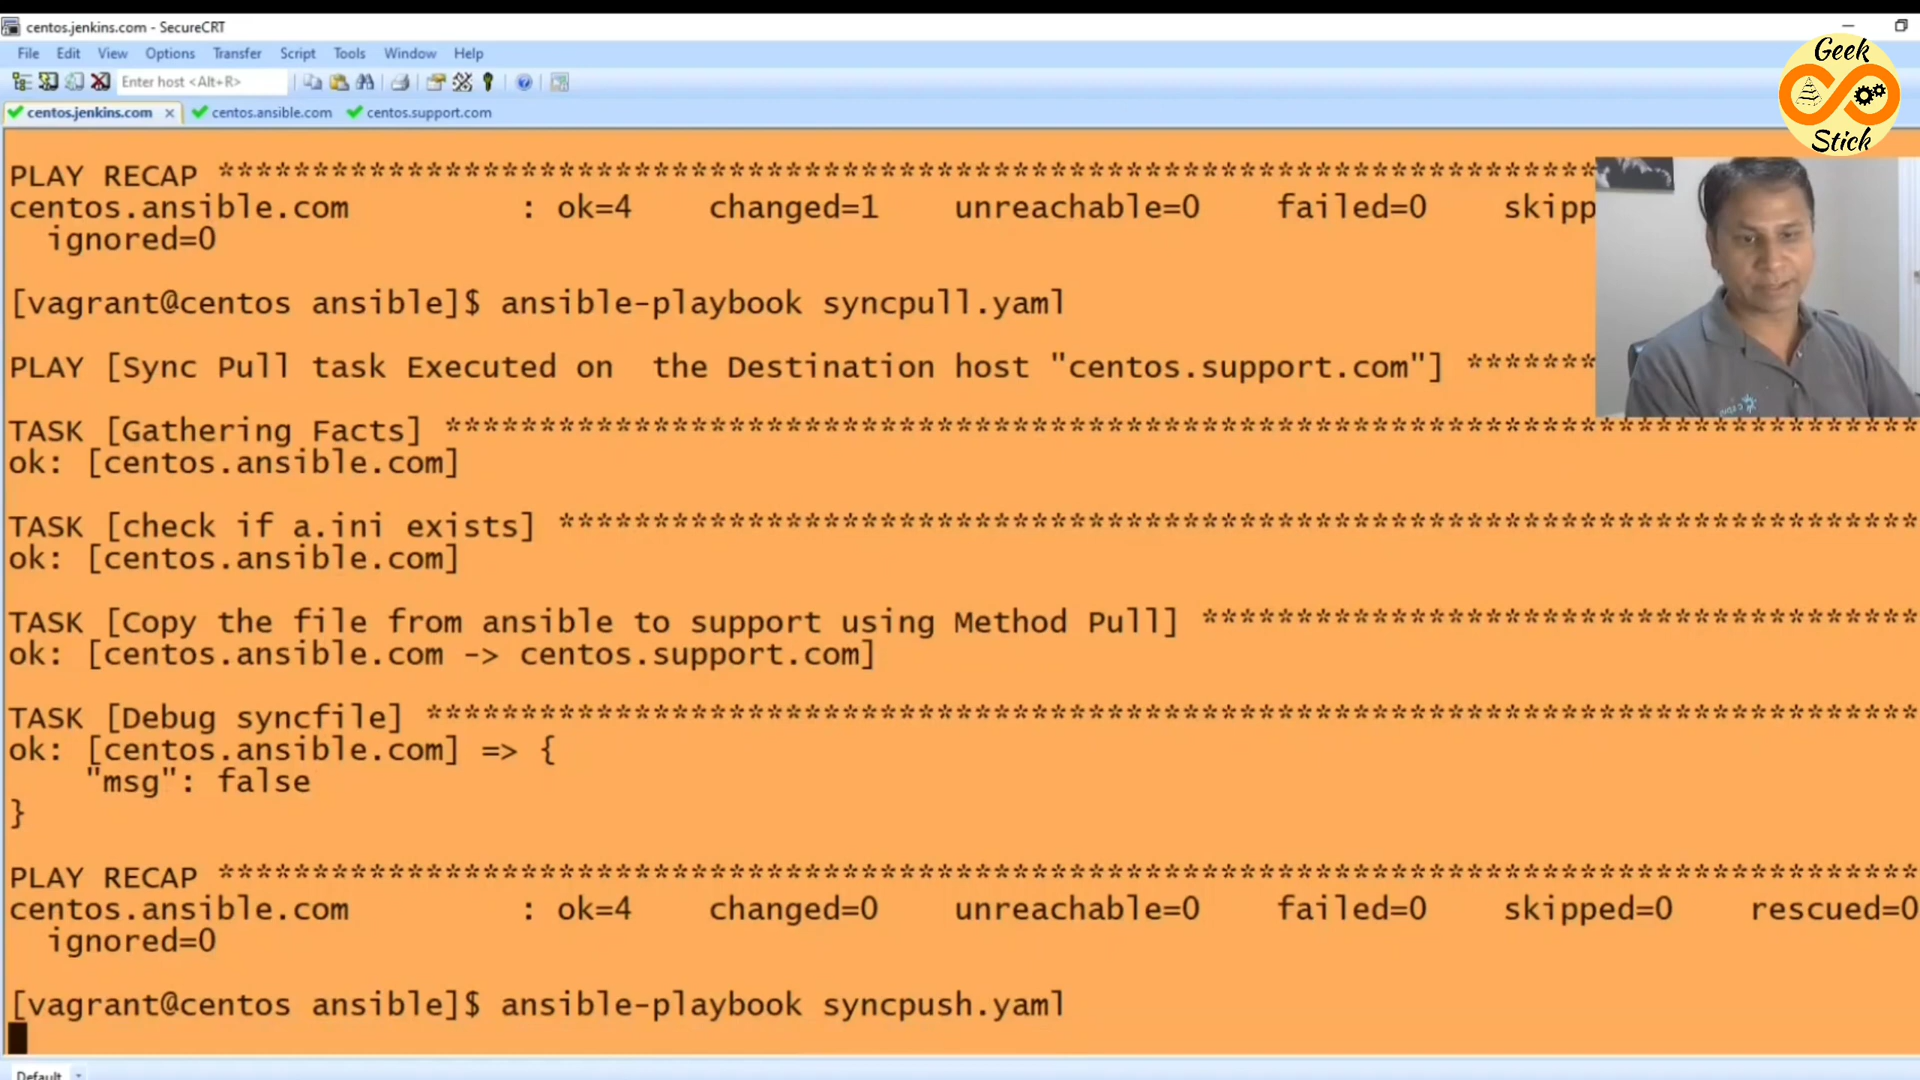 centos.jenkins.com - SecureCRT
File Edit View Options Transfer Script Tools Window Help
Enter host <Alt+R>
centos.jenkins.com × centos.ansible.com centos.support.com
Geek
Stick
PLAY RECAP *************************************************************************
centos.ansible.com : ok=4 changed=1 unreachable=0 failed=0 skipp
ignored=0
[vagrant@centos ansible]$ ansible-playbook syncpull.yaml
PLAY [Sync Pull task Executed on  the Destination host "centos.support.com"] *******
TASK [Gathering Facts] ******************************************************************************
ok: [centos.ansible.com]
TASK [check if a.ini exists] ************************************************************************
ok: [centos.ansible.com]
TASK [Copy the file from ansible to support using Method Pull] **************************************
ok: [centos.ansible.com -> centos.support.com]
TASK [Debug syncfile] *******************************************************************************
ok: [centos.ansible.com] => {
"msg": false
}
PLAY RECAP ******************************************************************************************
centos.ansible.com : ok=4 changed=0 unreachable=0 failed=0 skipped=0 rescued=0
ignored=0
[vagrant@centos ansible]$ ansible-playbook syncpush.yaml
Default